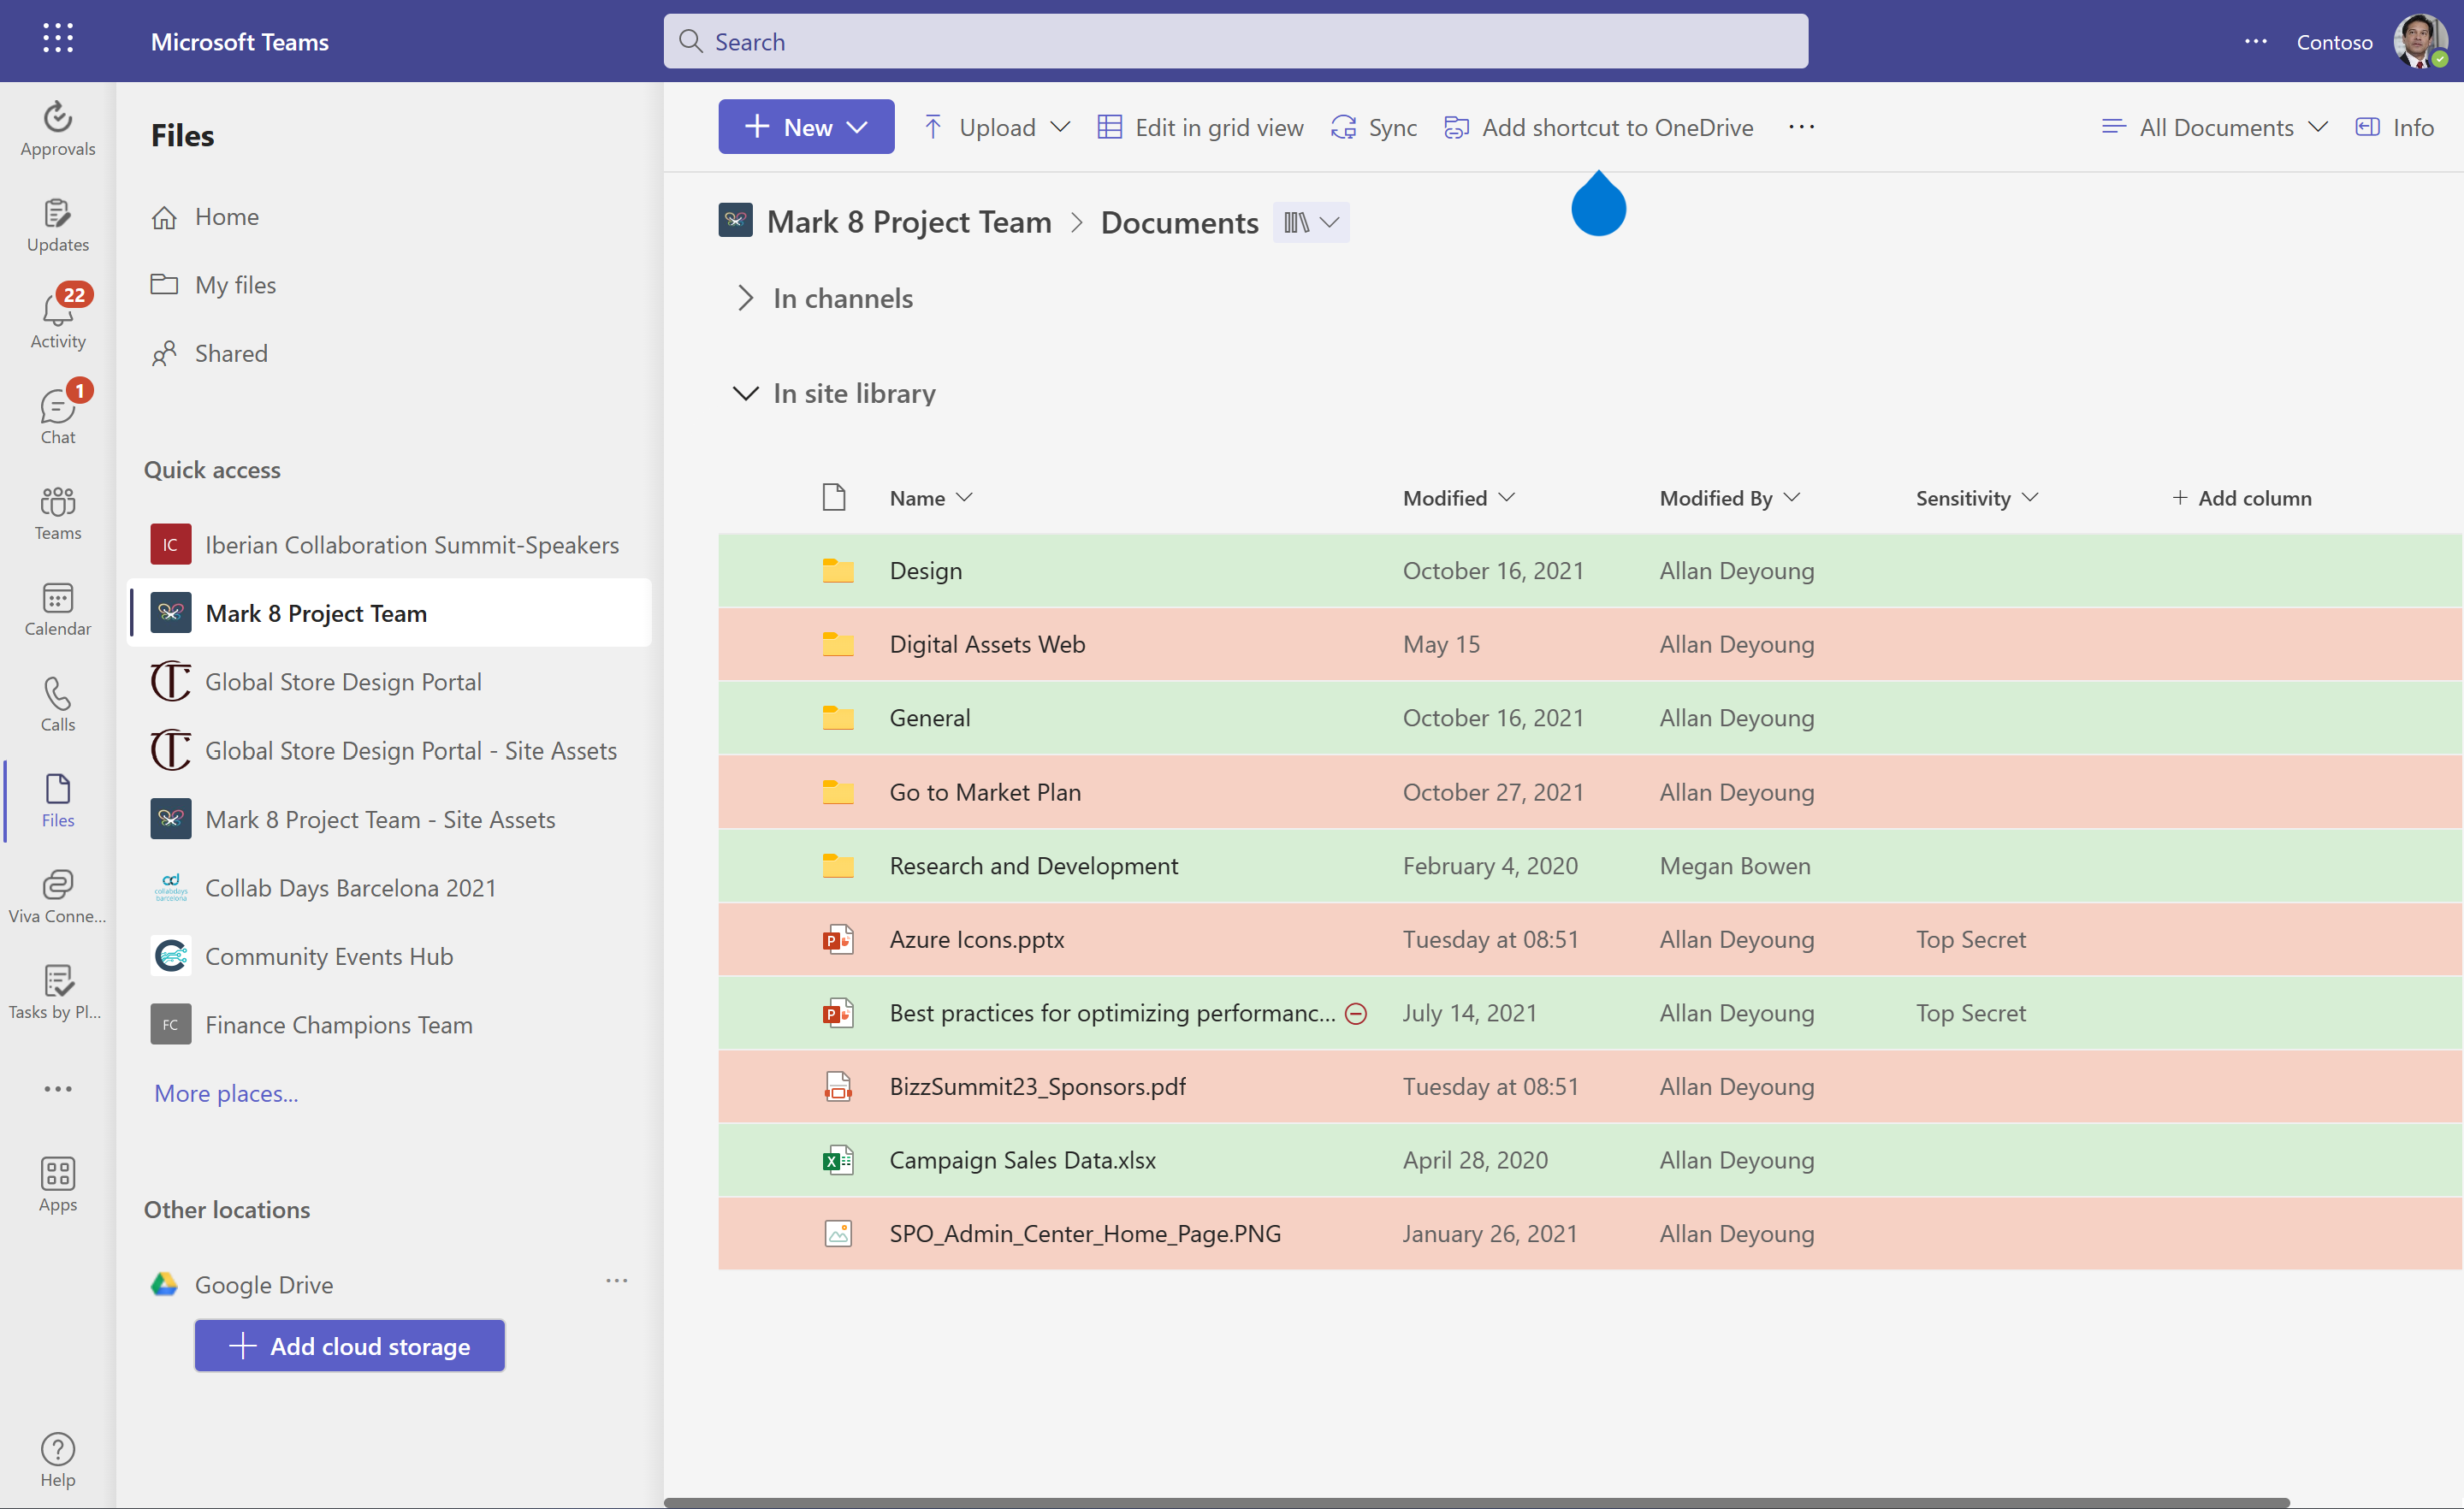 Microsoft Teams
Search
Contoso
Approvals
Updates
22
Activity
1
Chat
Teams
Calendar
Calls
Files
Viva Conne...
Tasks by Pl...
Apps
Help
Files
Home
My files
Shared
Quick access
IC Iberian Collaboration Summit-Speakers
Mark 8 Project Team
Global Store Design Portal
Global Store Design Portal - Site Assets
Mark 8 Project Team - Site Assets
collabdays barcelona Collab Days Barcelona 2021
Community Events Hub
FC Finance Champions Team
More places...
Other locations
Google Drive
Add cloud storage
New Upload Edit in grid view Sync Add shortcut to OneDrive All Documents Info
Mark 8 Project Team > Documents
In channels
In site library
Name Modified Modified By Sensitivity + Add column
Design October 16, 2021 Allan Deyoung
Digital Assets Web May 15 Allan Deyoung
General October 16, 2021 Allan Deyoung
Go to Market Plan October 27, 2021 Allan Deyoung
Research and Development February 4, 2020 Megan Bowen
Azure Icons.pptx Tuesday at 08:51 Allan Deyoung Top Secret
Best practices for optimizing performanc... July 14, 2021 Allan Deyoung Top Secret
BizzSummit23_Sponsors.pdf Tuesday at 08:51 Allan Deyoung
Campaign Sales Data.xlsx April 28, 2020 Allan Deyoung
SPO_Admin_Center_Home_Page.PNG January 26, 2021 Allan Deyoung